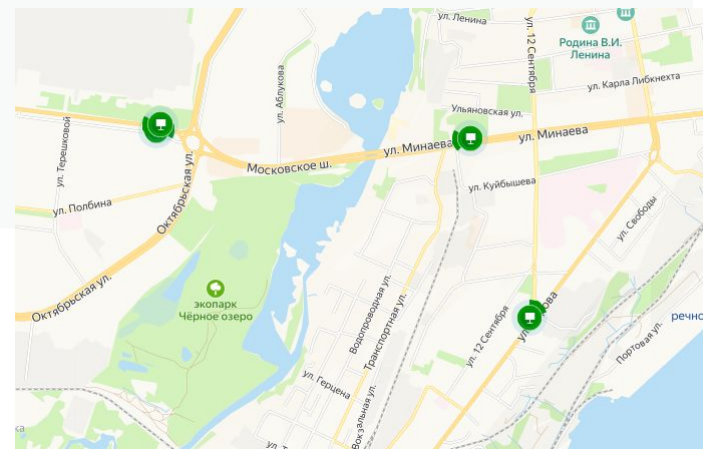 ул. Ленина
Родина В.И.
Ленина
ул. 12 Сентября
ул. Аблукова
ул. Карла Либкнехта
Ульяновская ул.
ул. Минаева
ул. Минаева
Московское ш.
ул. Терешковой
Октябрьская ул.
ул. Полбина
ул. Куйбышева
ул. Свободы
Октябрьская ул.
экопарк
Чёрное озеро
Водопроводная ул.
Транспортная ул.
ул. 12 Сентября
речно
Портовая ул.
ул. Герцена
Вокзальная ул.